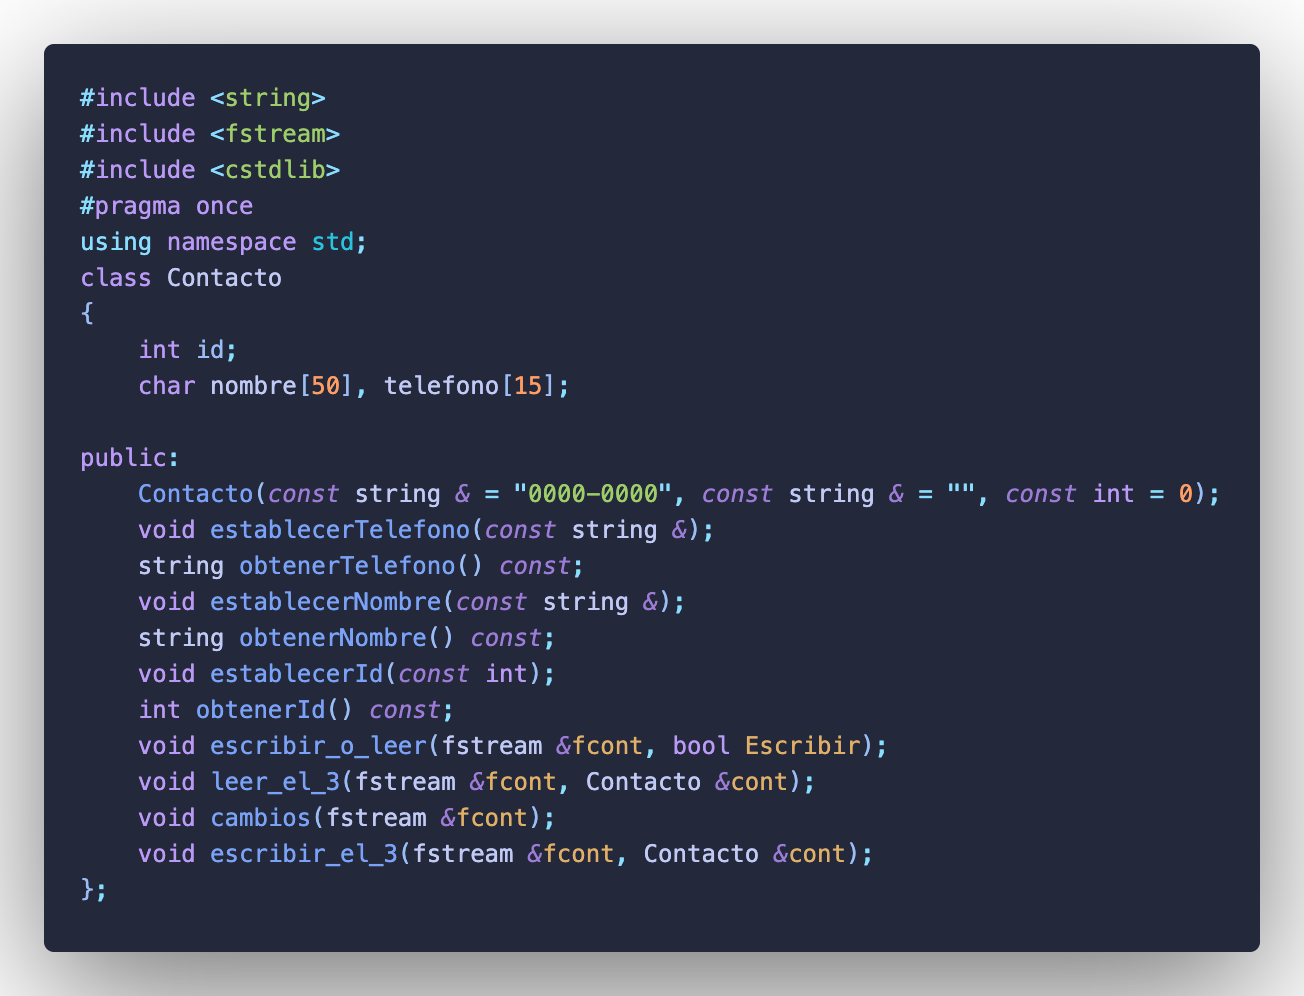 #include <string>
#include <fstream>
#include <cstdlib>
#pragma once
using namespace std;
class Contacto
{
    int id;
    char nombre[50], telefono[15];

public:
    Contacto(const string & = "0000-0000", const string & = "", const int = 0);
    void establecerTelefono(const string &);
    string obtenerTelefono() const;
    void establecerNombre(const string &);
    string obtenerNombre() const;
    void establecerId(const int);
    int obtenerId() const;
    void escribir_o_leer(fstream &fcont, bool Escribir);
    void leer_el_3(fstream &fcont, Contacto &cont);
    void cambios(fstream &fcont);
    void escribir_el_3(fstream &fcont, Contacto &cont);
};